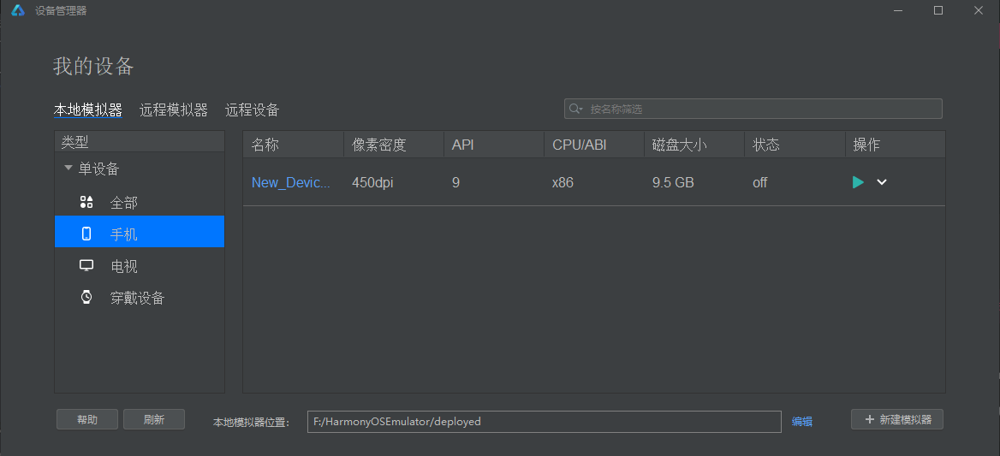 设备管理器
我的设备
本地模拟器 远程模拟器 远程设备
按名称筛选
类型
单设备
全部
手机
电视
穿戴设备
名称 像素密度 API CPU/ABI 磁盘大小 状态 操作
New_Devic... 450dpi 9 x86 9.5 GB off
帮助 刷新 本地模拟器位置： F:/HarmonyOSEmulator/deployed 编辑 + 新建模拟器